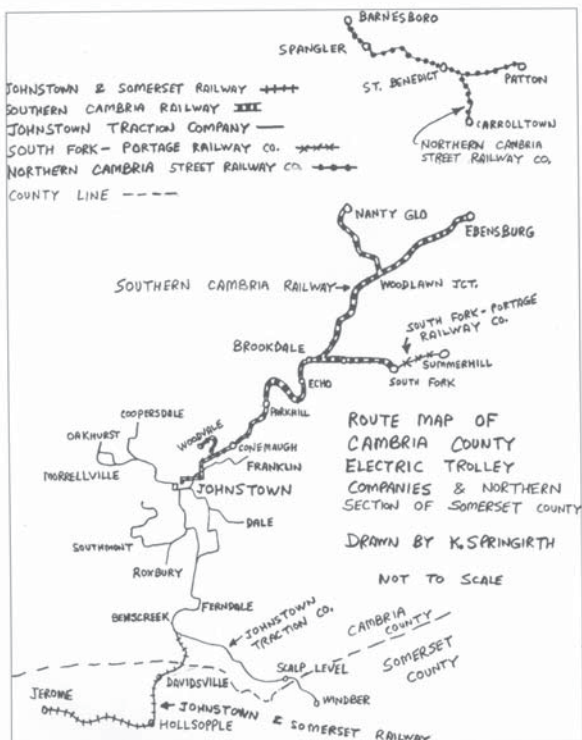 BARNESBORO
SPANGLER
ST. BENEDICT
PATTON
CARROLLTOWN
NORTHERN CAMBRIA
STREET RAILWAY CO.
JOHNSTOWN & SOMERSET RAILWAY
SOUTHERN CAMBRIA RAILWAY
JOHNSTOWN TRACTION COMPANY
SOUTH FORK - PORTAGE RAILWAY CO.
NORTHERN CAMBRIA STREET RAILWAY CO.
COUNTY LINE
NANTY GLO
EBENSBURG
SOUTHERN CAMBRIA RAILWAY
WOODLAWN JCT.
SOUTH FORK - PORTAGE
RAILWAY CO.
BROOKDALE
SUMMERHILL
SOUTH FORK
ECHO
PARKHILL
COOPERSDALE
WOODVALE
CONEMAUGH
OAKHURST
FRANKLIN
MORRELLVILLE
JOHNSTOWN
DALE
SOUTHMONT
ROXBURY
ROUTE MAP OF
CAMBRIA COUNTY
ELECTRIC TROLLEY
COMPANIES & NORTHERN
SECTION OF SOMERSET COUNTY
DRAWN BY K. SPRINGIRTH
NOT TO SCALE
FERNDALE
BENSCREEK
JOHNSTOWN
TRACTION CO.
CAMBRIA
COUNTY
SOMERSET
COUNTY
SCALP LEVEL
WINDBER
DAVIDSVILLE
JEROME
HOLLSOPPLE
JOHNSTOWN & SOMERSET RAILWAY